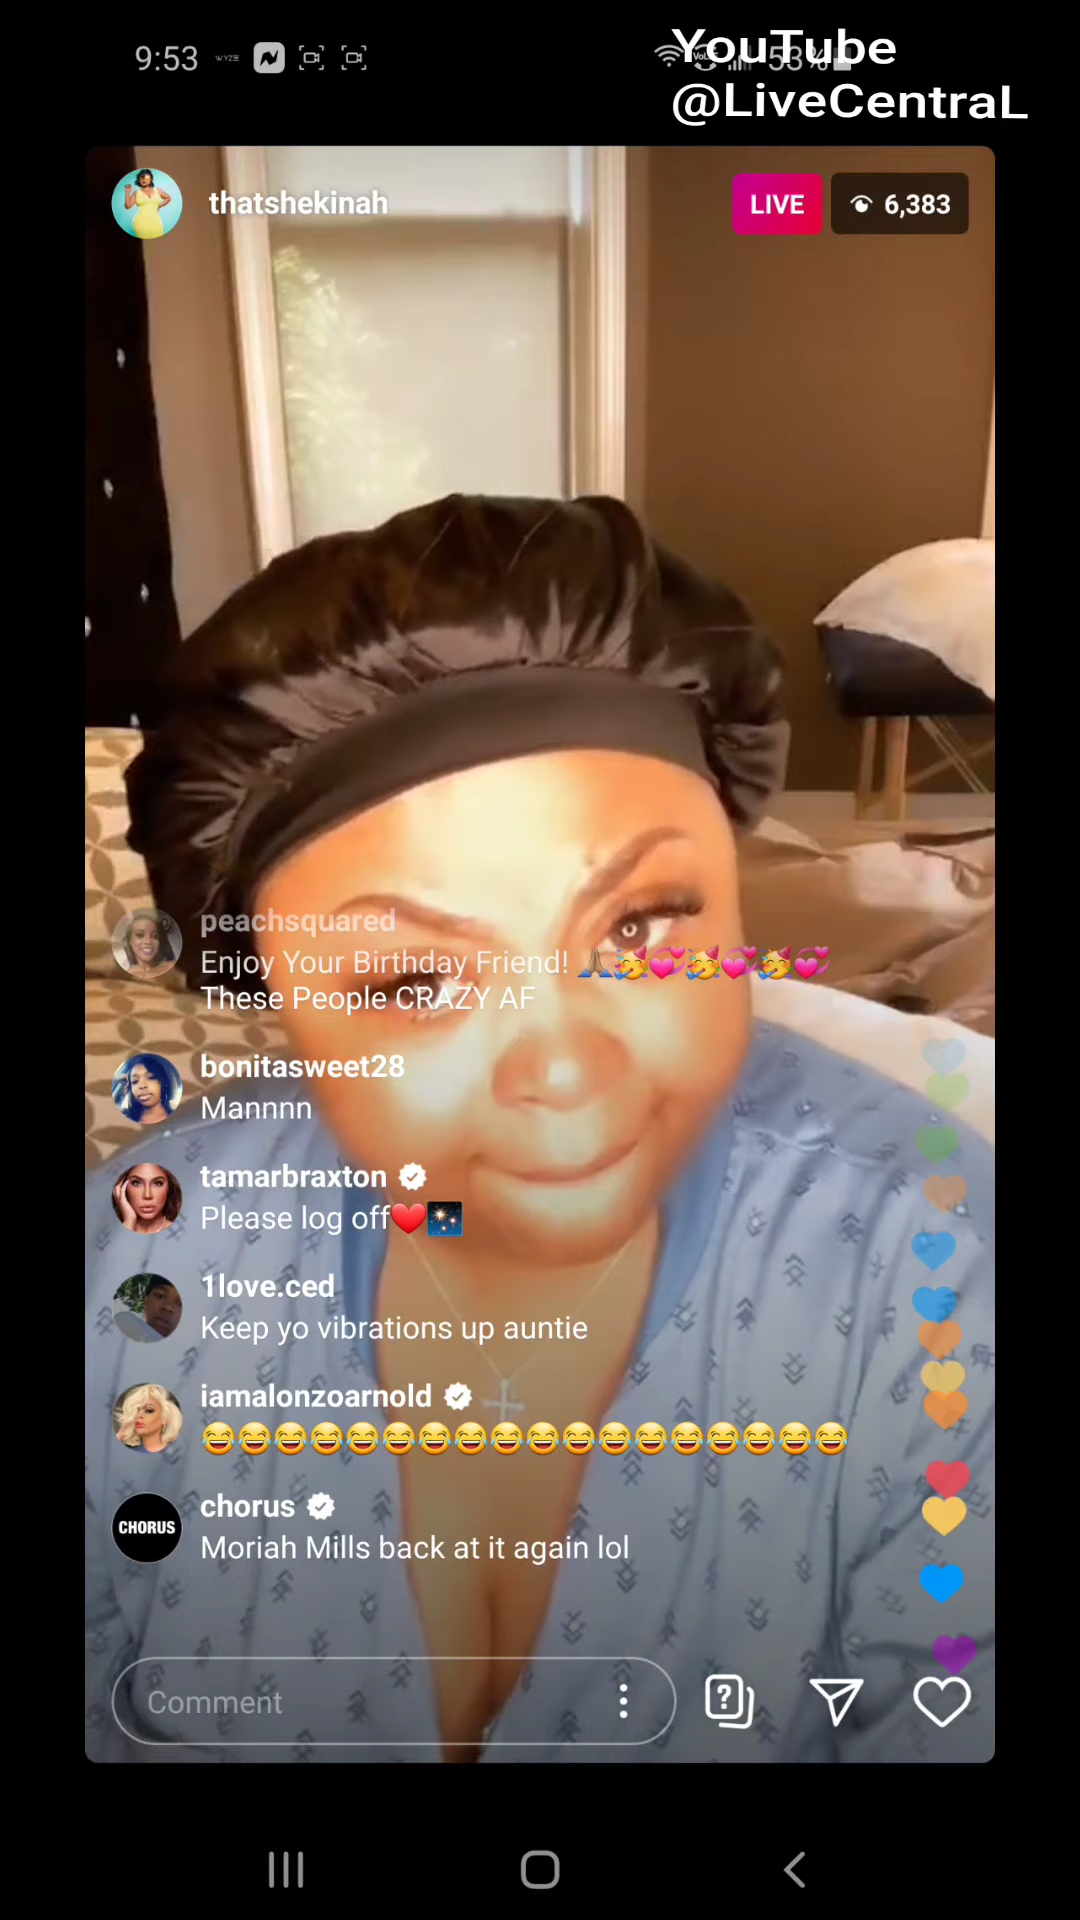 9:53 WYZE 53%
YouTube
@LiveCentraL
thatshekinah LIVE 6,383
peachsquared
Enjoy Your Birthday Friend! 🙏🏽🥳💞🥳💞🥳💞
These People CRAZY AF
bonitasweet28
Mannnn
tamarbraxton
Please log off❤️🎇
1love.ced
Keep yo vibrations up auntie
iamalonzoarnold
😂😂😂😂😂😂😂😂😂😂😂😂😂😂😂😂😂😂
CHORUS chorus
Moriah Mills back at it again lol
Comment